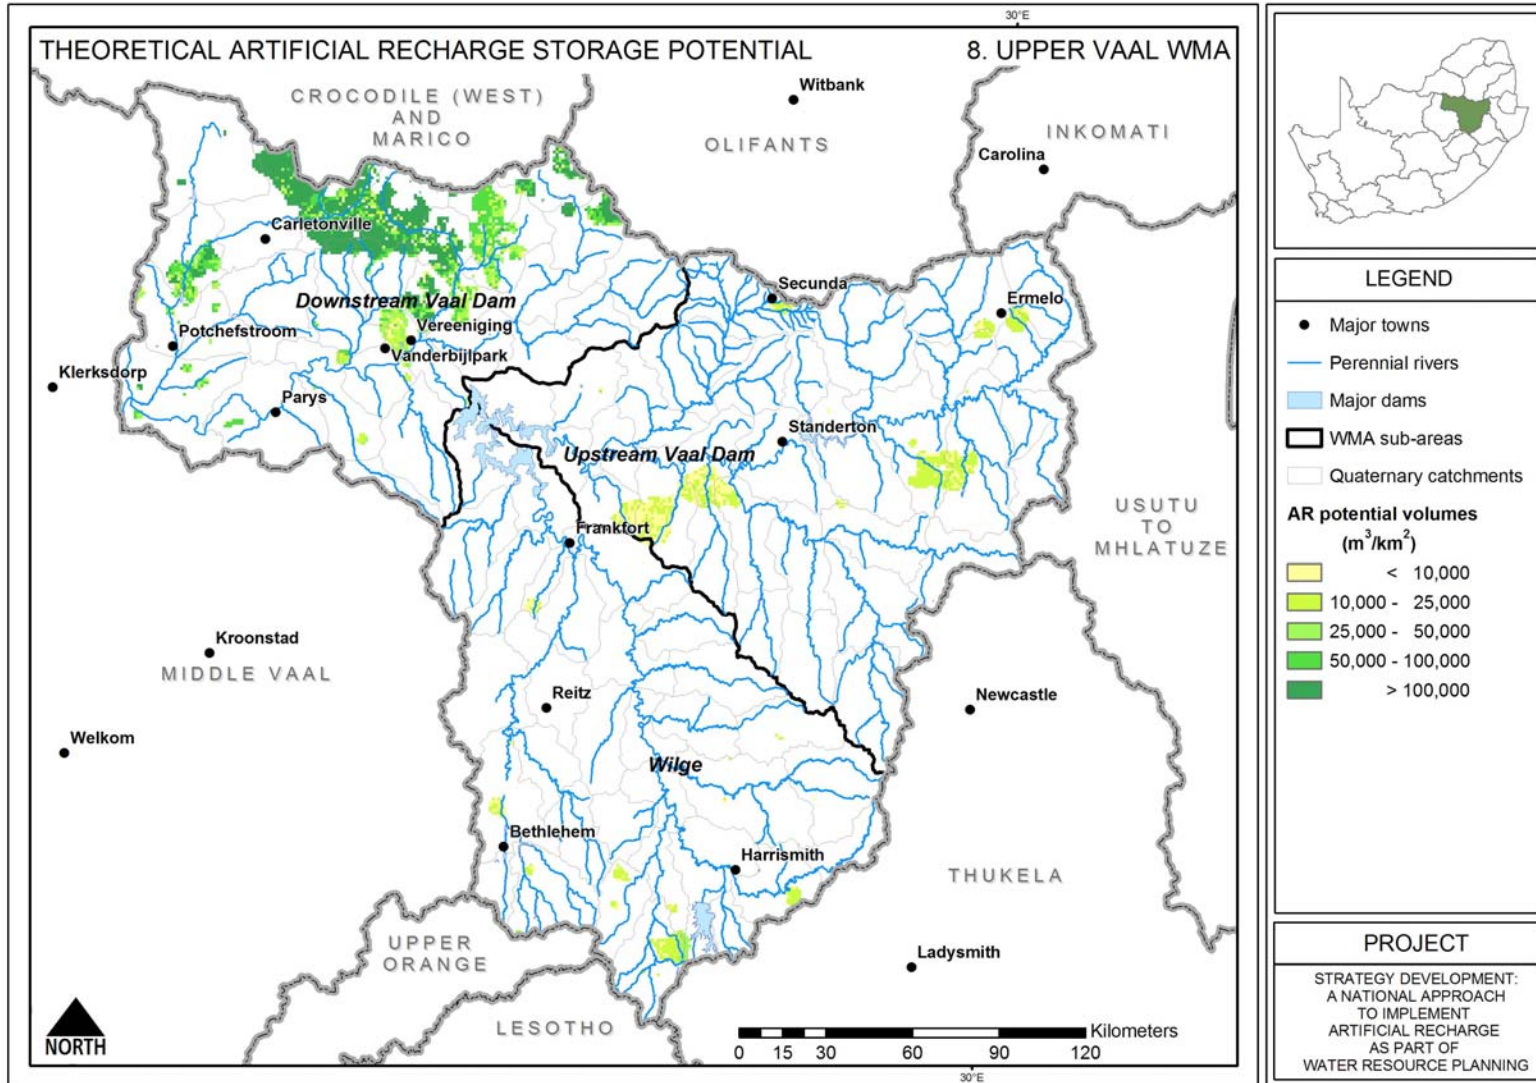 30°E
THEORETICAL ARTIFICIAL RECHARGE STORAGE POTENTIAL
8. UPPER VAAL WMA
CROCODILE (WEST)
AND
MARICO
Witbank
OLIFANTS
INKOMATI
Carolina
Carletonville
Secunda
Ermelo
Downstream Vaal Dam
Potchefstroom
Vereeniging
Vanderbijlpark
Klerksdorp
Parys
Standerton
Upstream Vaal Dam
USUTU
TO
MHLATUZE
Frankfort
Kroonstad
MIDDLE VAAL
Reitz
Newcastle
Welkom
Wilge
Bethlehem
Harrismith
THUKELA
UPPER
ORANGE
Ladysmith
LESOTHO
NORTH
Kilometers
0 15 30 60 90 120
30°E
LEGEND
Major towns
Perennial rivers
Major dams
WMA sub-areas
Quaternary catchments
AR potential volumes
(m³/km²)
< 10,000
10,000 - 25,000
25,000 - 50,000
50,000 - 100,000
> 100,000
PROJECT
STRATEGY DEVELOPMENT:
A NATIONAL APPROACH
TO IMPLEMENT
ARTIFICIAL RECHARGE
AS PART OF
WATER RESOURCE PLANNING